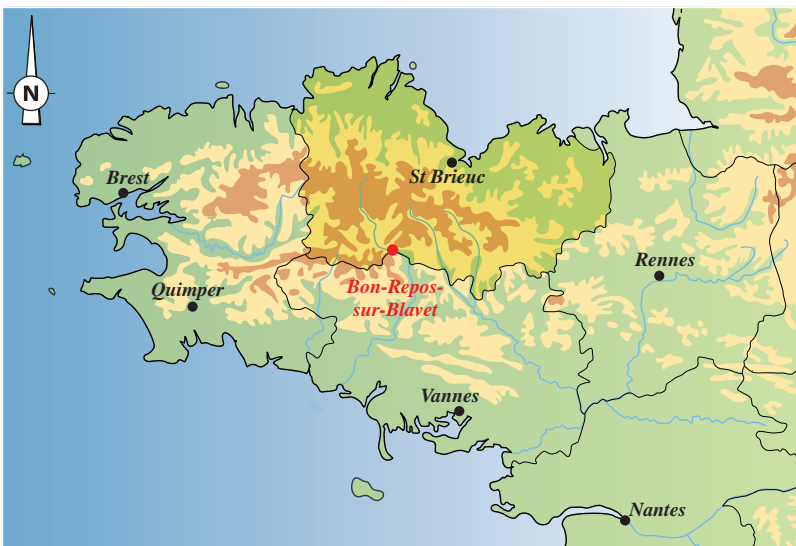 N
Brest
St Brieuc
Rennes
Quimper
Bon-Repos-
sur-Blavet
Vannes
Nantes